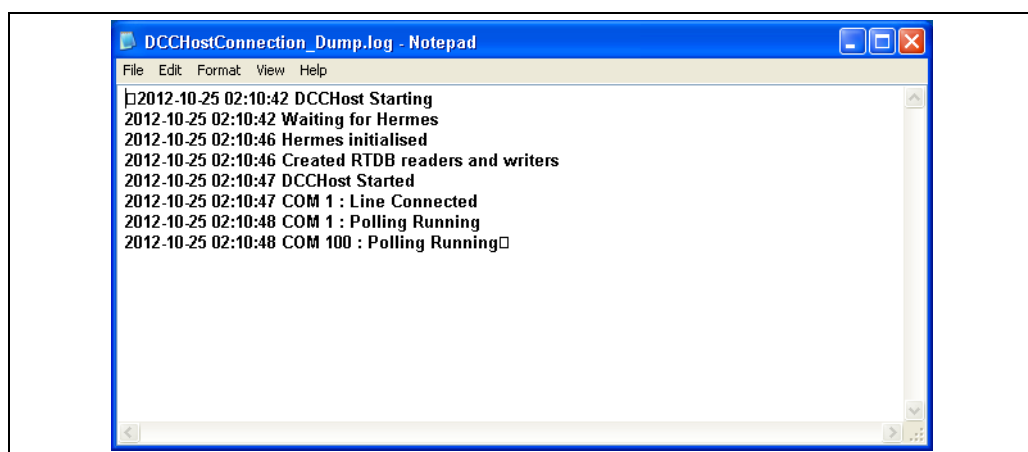 DCCHostConnection_Dump.log - Notepad
File Edit Format View Help
□2012-10-25 02:10:42 DCCHost Starting
2012-10-25 02:10:42 Waiting for Hermes
2012-10-25 02:10:46 Hermes initialised
2012-10-25 02:10:46 Created RTDB readers and writers
2012-10-25 02:10:47 DCCHost Started
2012-10-25 02:10:47 COM 1 : Line Connected
2012-10-25 02:10:48 COM 1 : Polling Running
2012-10-25 02:10:48 COM 100 : Polling Running□